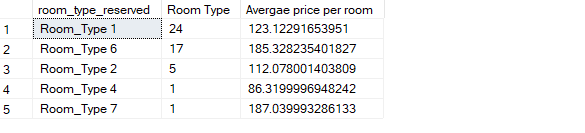 room_type_reserved Room Type Avergae price per room
1 Room_Type 1 24 123.12291653951
2 Room_Type 6 17 185.328235401827
3 Room_Type 2 5 112.078001403809
4 Room_Type 4 1 86.3199996948242
5 Room_Type 7 1 187.039993286133